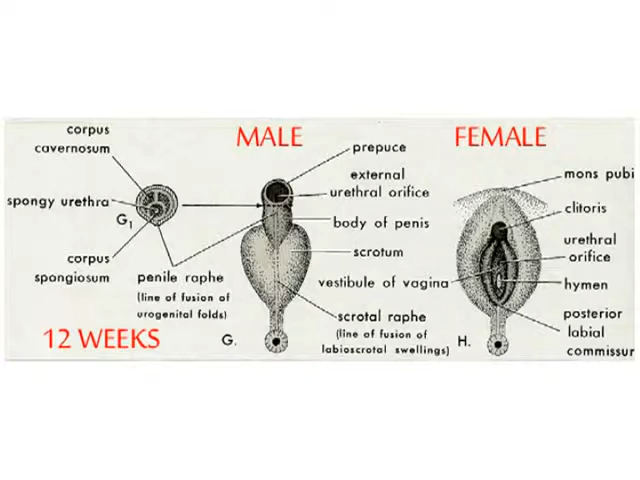 corpus
cavernosum
spongy urethra
G1
corpus
spongiosum
penile raphe
(line of fusion of
urogenital folds)
12 WEEKS
MALE
prepuce
external
urethral orifice
body of penis
scrotum
vestibule of vagina
scrotal raphe
(line of fusion of
labioscrotal swellings)
G.
FEMALE
mons pubi
clitoris
urethral
orifice
hymen
posterior
labial
commissur
H.